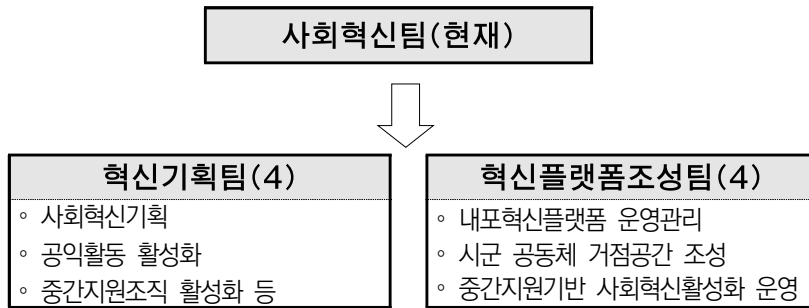 사회혁신팀(현재)
혁신기획팀(4)
◦ 사회혁신기획
◦ 공익활동 활성화
◦ 중간지원조직 활성화 등
혁신플랫폼조성팀(4)
◦ 내포혁신플랫폼 운영관리
◦ 시군 공동체 거점공간 조성
◦ 중간지원기반 사회혁신활성화 운영